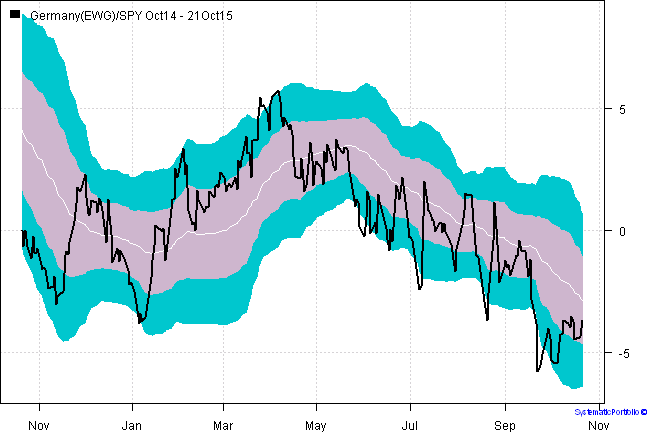 Germany(EWG)/SPY Oct14 - 21Oct15
5
0
-5
Nov Jan Mar May Jul Sep Nov
SystematicPortfolio ©